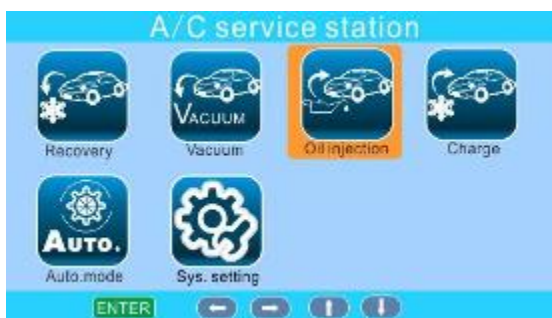 A/C service station
VACUUM
Recovery
Vacuum
Oil injection
Charge
AUTO.
Auto.mode
Sys. setting
ENTER